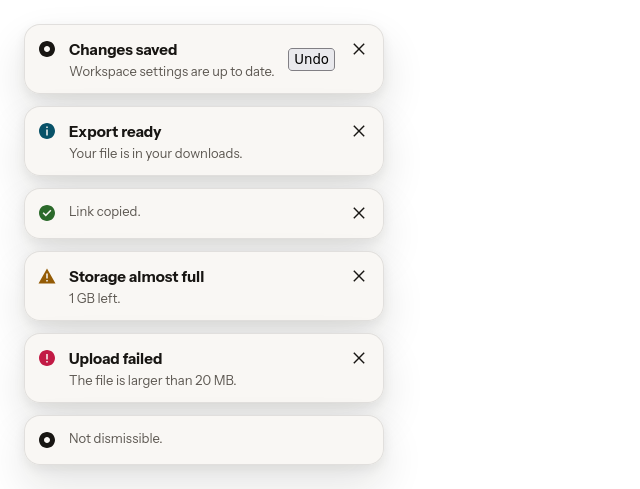 Changes saved
Workspace settings are up to date.
Undo
Export ready
Your file is in your downloads.
Link copied.
Storage almost full
1 GB left.
Upload failed
The file is larger than 20 MB.
Not dismissible.